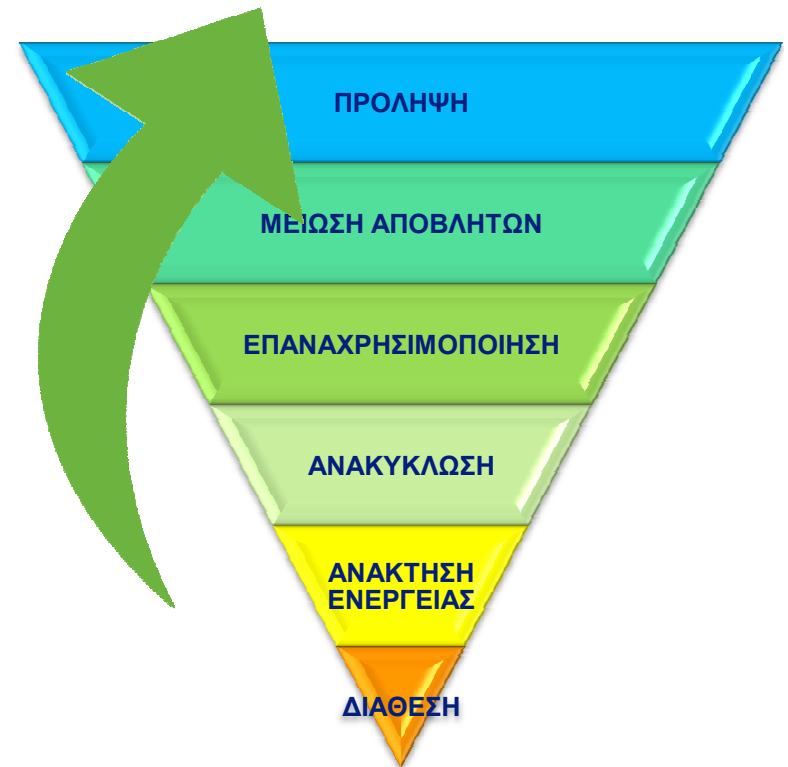 ΠΡΟΛΗΨΗ
ΜΕΙΩΣΗ ΑΠΟΒΛΗΤΩΝ
ΕΠΑΝΑΧΡΗΣΙΜΟΠΟΙΗΣΗ
ΑΝΑΚΥΚΛΩΣΗ
ΑΝΑΚΤΗΣΗ
ΕΝΕΡΓΕΙΑΣ
ΔΙΑΘΕΣΗ